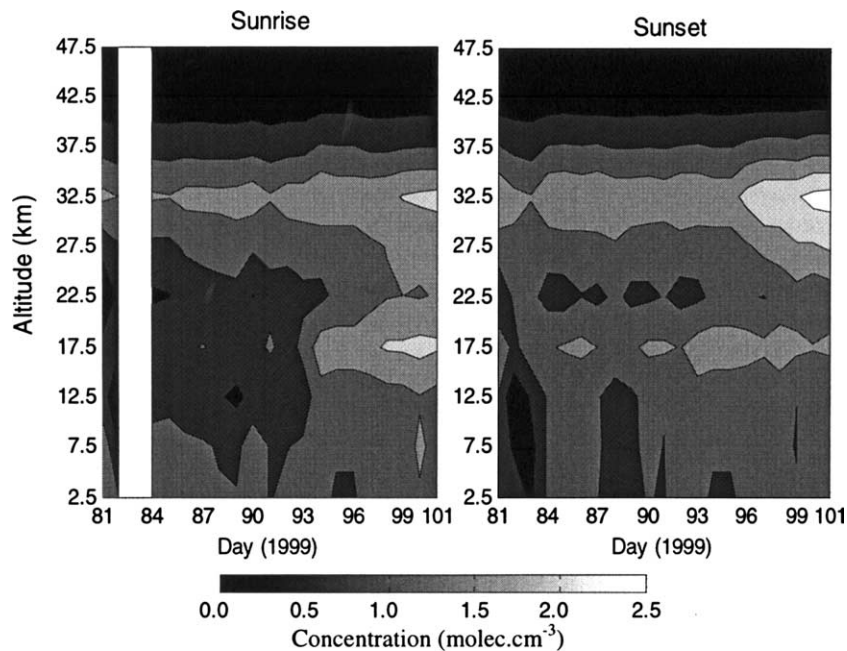 Sunrise
Sunset
47.5
42.5
37.5
32.5
27.5
22.5
17.5
12.5
7.5
2.5
Altitude (km)
81 84 87 90 93 96 99 101
Day (1999)
47.5
42.5
37.5
32.5
27.5
22.5
17.5
12.5
7.5
2.5
81 84 87 90 93 96 99 101
Day (1999)
0.0 0.5 1.0 1.5 2.0 2.5
Concentration (molec.cm⁻³)